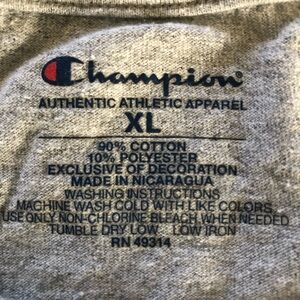 Champion
AUTHENTIC ATHLETIC APPAREL
XL
90% COTTON
10% POLYESTER
EXCLUSIVE OF DECORATION
MADE IN NICARAGUA
WASHING INSTRUCTIONS
MACHINE WASH COLD WITH LIKE COLORS
USE ONLY NON-CHLORINE BLEACH WHEN NEEDED
TUMBLE DRY LOW LOW IRON
RN 49314